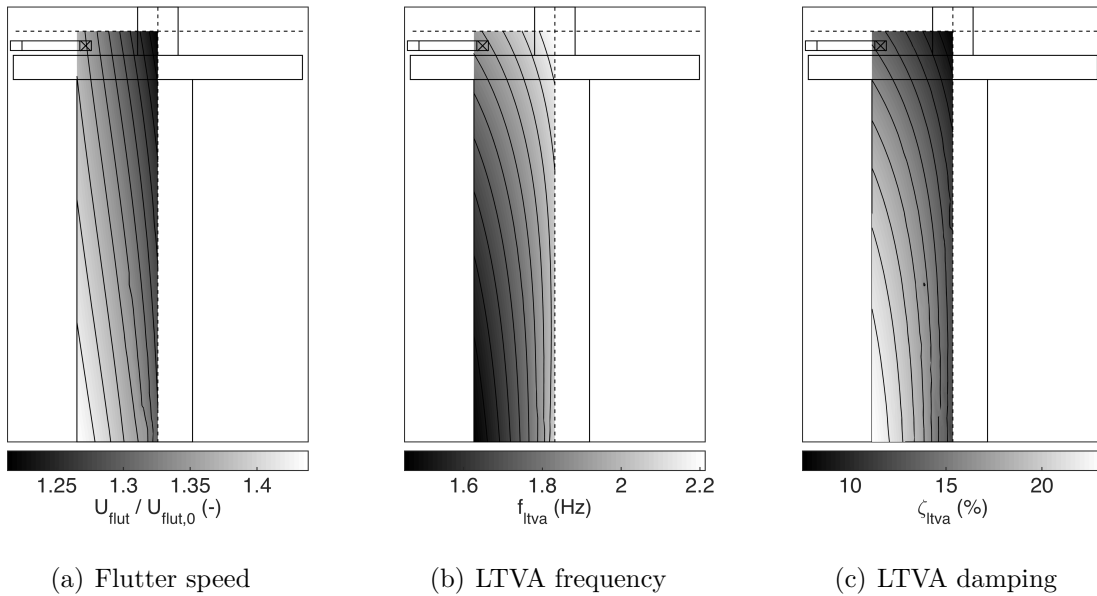 1.25 1.3 1.35 1.4
U_flut / U_flut,0 (-)
(a) Flutter speed
1.6 1.8 2 2.2
f_ltva (Hz)
(b) LTVA frequency
10 15 20
ζ_ltva (%)
(c) LTVA damping